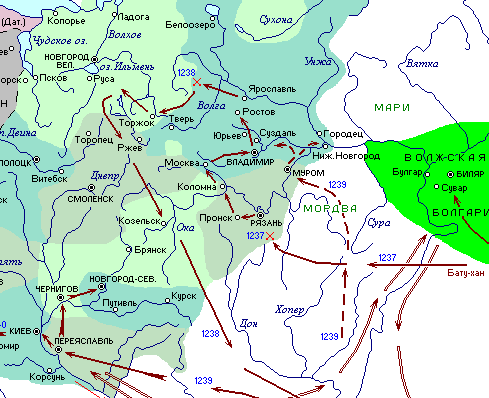 Копорье
Ладога
Белоозеро
Сухона
(Дат.)
Чудское оз.
Волхов
НОВГОРОД
ВЕЛ.
оз. Ильмень
1238
Унжа
Вятка
Псков
Руса
Ярославль
Волга
Ростов
МАРИ
Торжок
Тверь
Юрьев
Суздаль
Городец
Торопец
Ржев
Двина
ВОЛЖСКАЯ
ПОЛОЦК
Москва
ВЛАДИМИР
Ниж.Новгород
Витебск
Днепр
Коломна
МУРОМ
1239
Булгар
БИЛЯР
Сувар
СМОЛЕНСК
МОРДВА
Пронск
РЯЗАНЬ
Сура
БОЛГАРИ
Козельск
Ока
1237
Брянск
1237
Бату-хан
НОВГОРОД-СЕВ.
ЧЕРНИГОВ
Путивль
Курск
Хопер
Дон
КИЕВ
1238
1239
ПЕРЕЯСЛАВЛЬ
Корсунь
1239